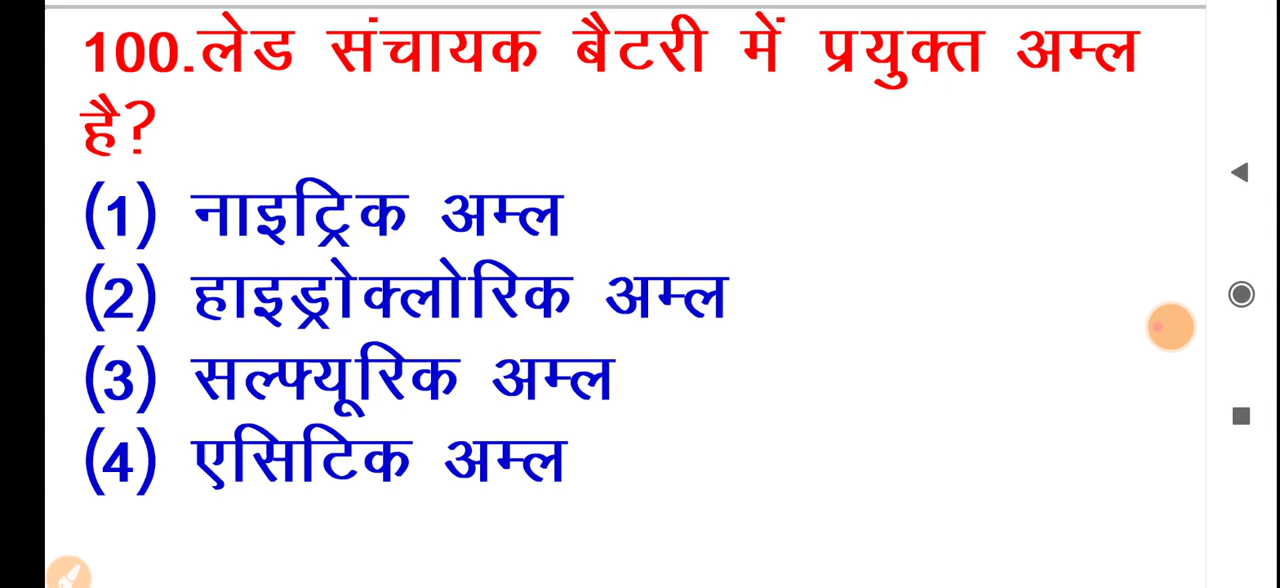 100.लेड संचायक बैटरी में प्रयुक्त अम्ल
है?
(1) नाइट्रिक अम्ल
(2) हाइड्रोक्लोरिक अम्ल
(3) सल्फ्यूरिक अम्ल
(4) एसिटिक अम्ल